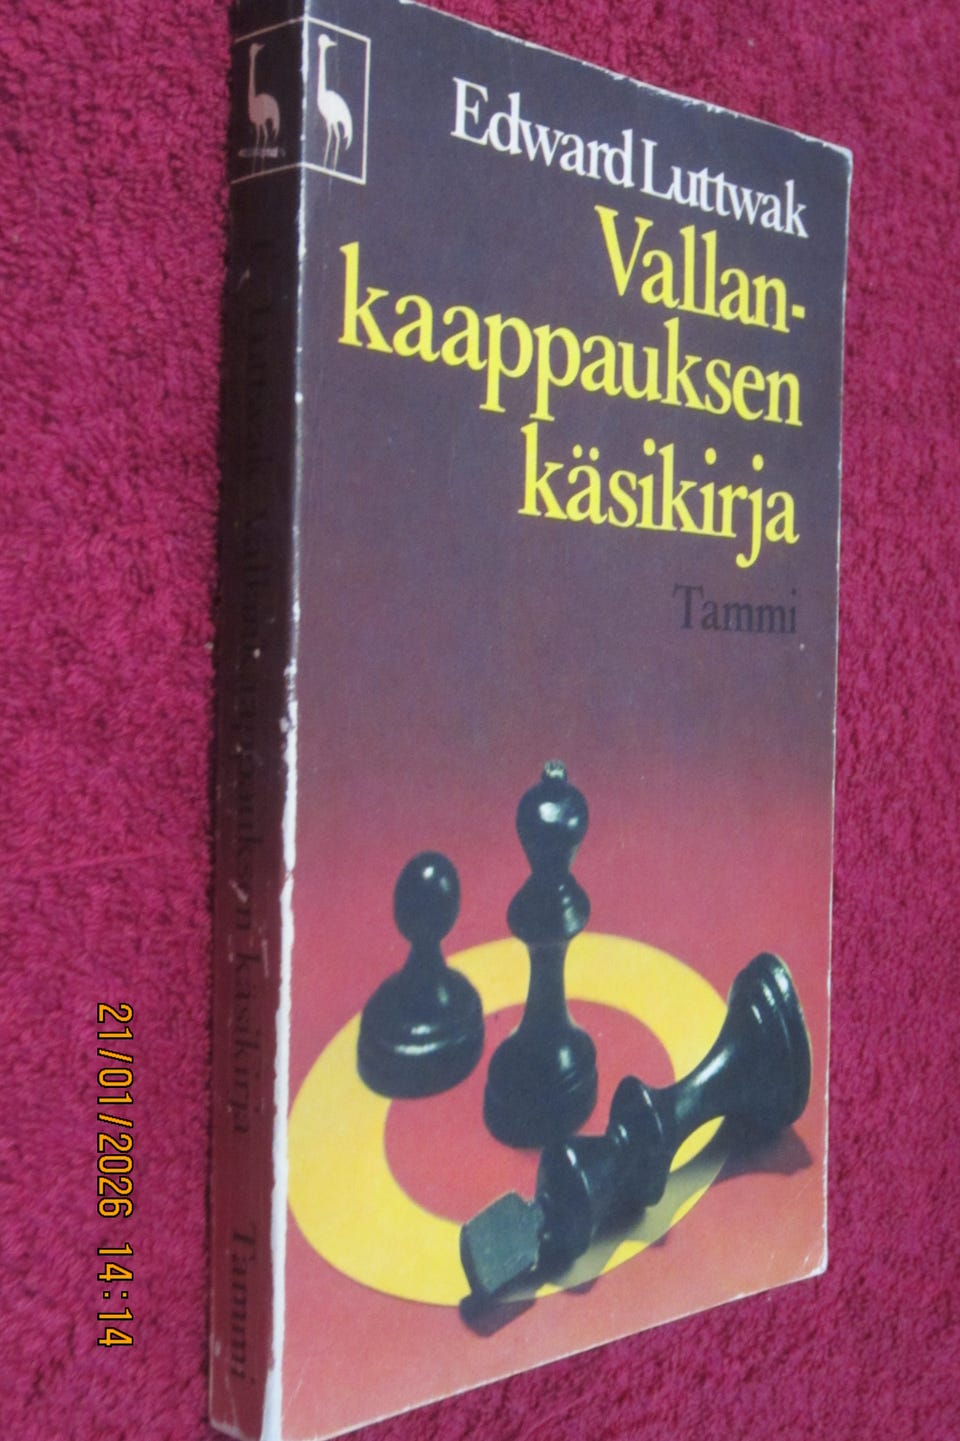 Edward Luttwak
Vallan-
kaappauksen
käsikirja
Tammi
Luttwak Vallankaappauksen käsikirja Tammi
21/01/2026 14:14